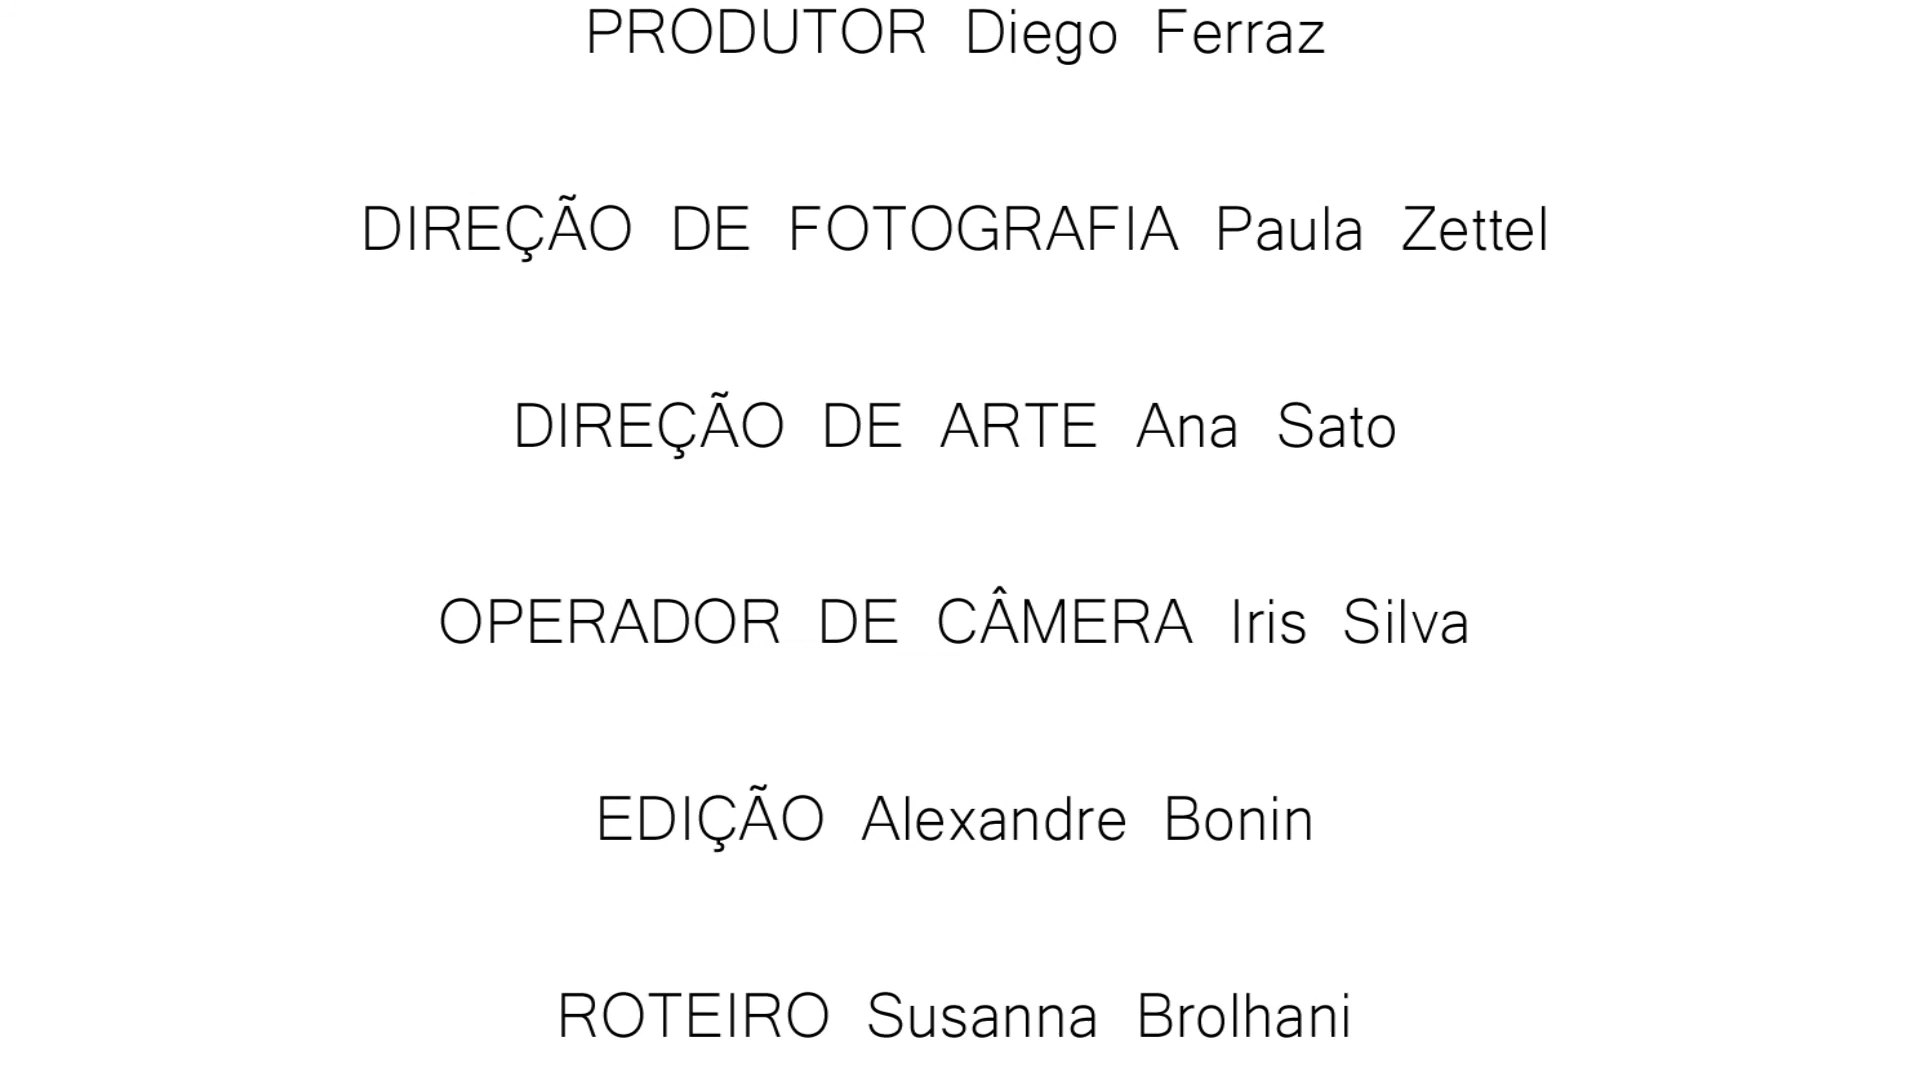 PRODUTOR Diego Ferraz
DIREÇÃO DE FOTOGRAFIA Paula Zettel
DIREÇÃO DE ARTE Ana Sato
OPERADOR DE CÂMERA Iris Silva
EDIÇÃO Alexandre Bonin
ROTEIRO Susanna Brolhani